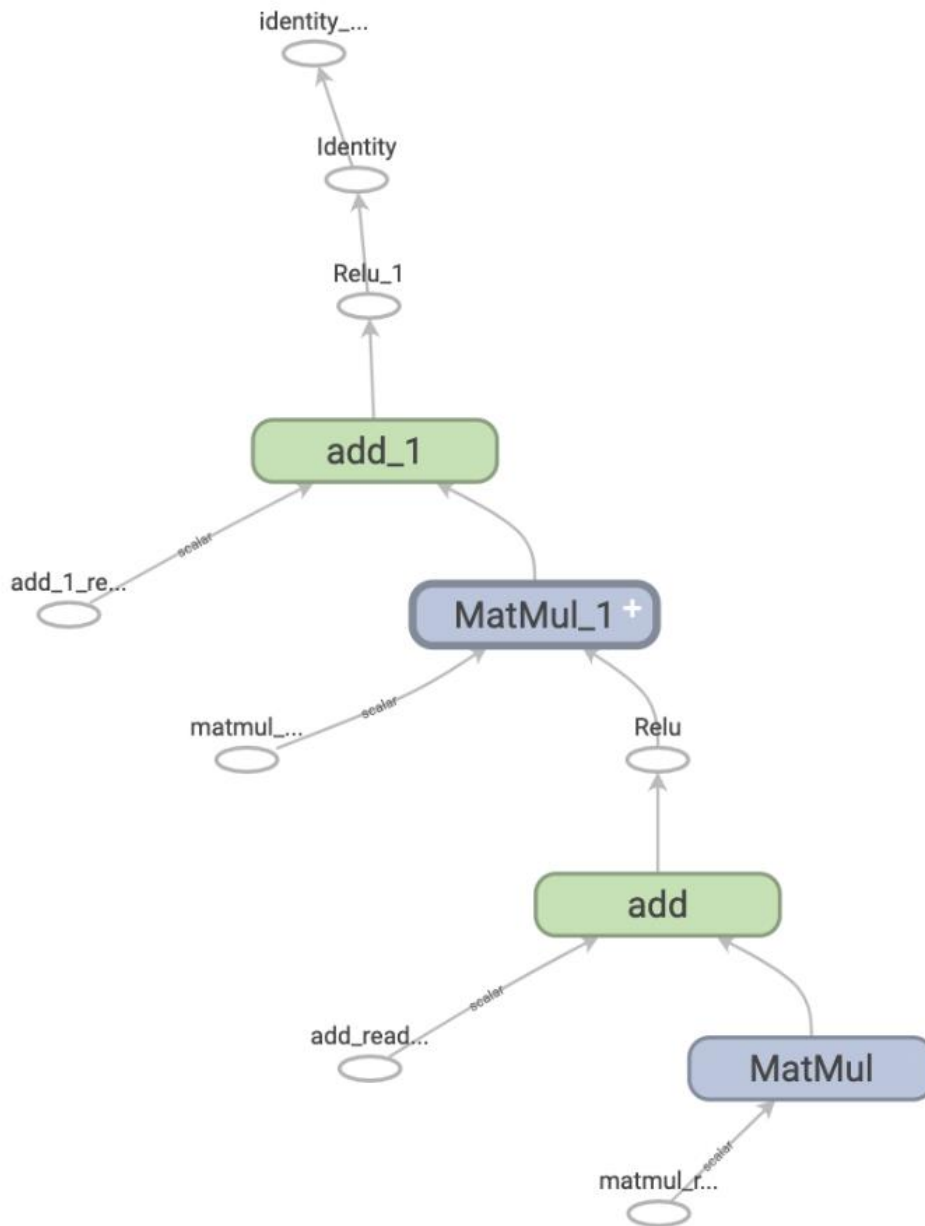 identity_...
Identity
Relu_1
add_1
scalar
add_1_re...
MatMul_1 +
scalar
matmul_...
Relu
add
scalar
add_read...
MatMul
scalar
matmul_r...